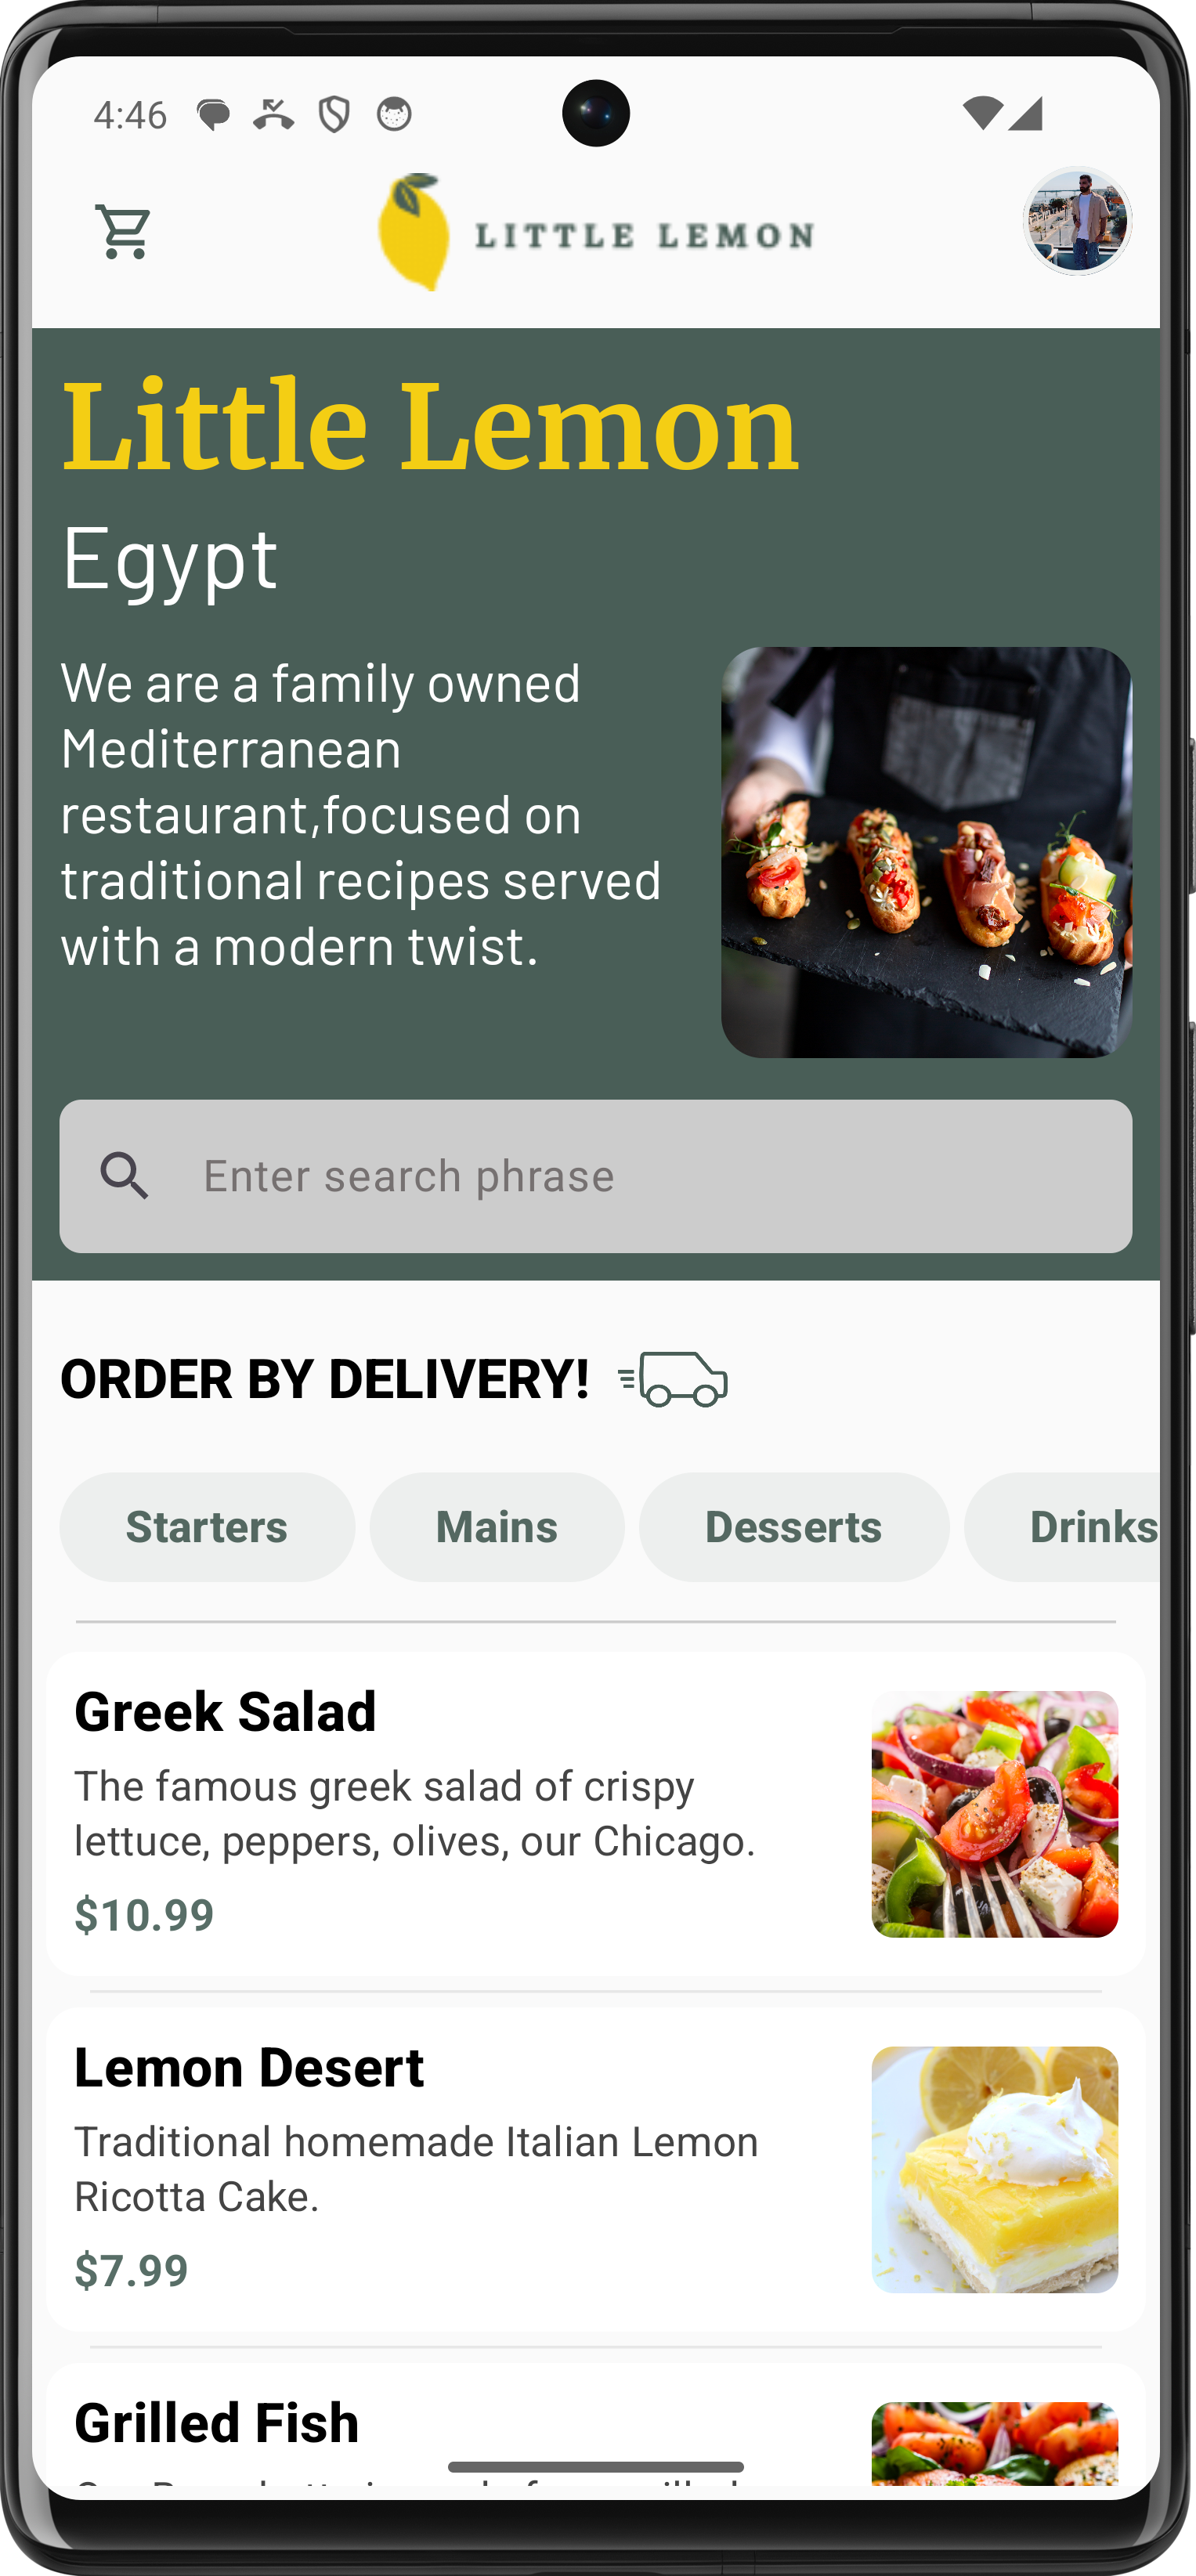 4:46
LITTLE LEMON
Little Lemon
Egypt
We are a family owned
Mediterranean
restaurant,focused on
traditional recipes served
with a modern twist.
Enter search phrase
ORDER BY DELIVERY!
Starters
Mains
Desserts
Drinks
Greek Salad
The famous greek salad of crispy
lettuce, peppers, olives, our Chicago.
$10.99
Lemon Desert
Traditional homemade Italian Lemon
Ricotta Cake.
$7.99
Grilled Fish